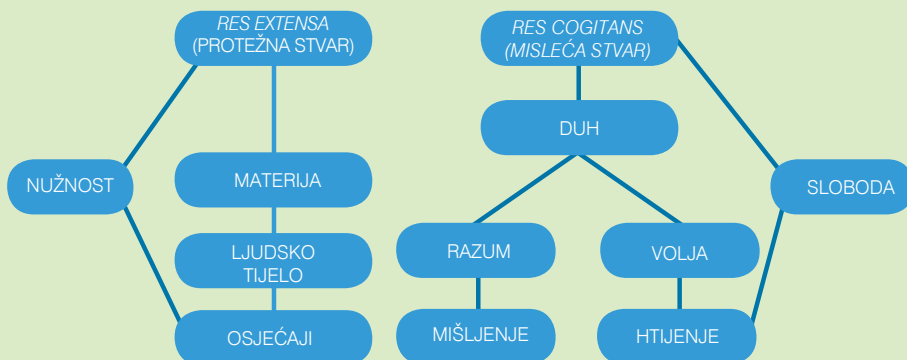 RES EXTENSA
(PROTEŽNA STVAR)
RES COGITANS
(MISLEĆA STVAR)
DUH
NUŽNOST
MATERIJA
SLOBODA
LJUDSKO
TIJELO
RAZUM
VOLJA
OSJEĆAJI
MIŠLJENJE
HTIJENJE